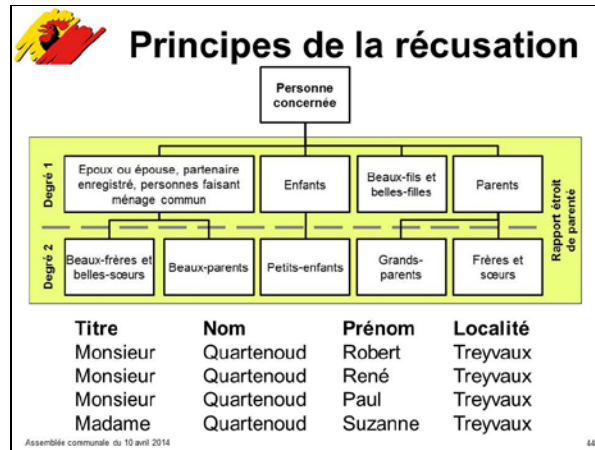 Principes de la récusation
Personne
concernée
Degré 1
Epoux ou épouse, partenaire
enregistré, personnes faisant
ménage commun
Enfants
Beaux-fils et
belles-filles
Parents
Rapport étroit
de parenté
Degré 2
Beaux-frères et
belles-sœurs
Beaux-parents
Petits-enfants
Grands-
parents
Frères et
sœurs
Titre Nom Prénom Localité
Monsieur Quartenoud Robert Treyvaux
Monsieur Quartenoud René Treyvaux
Monsieur Quartenoud Paul Treyvaux
Madame Quartenoud Suzanne Treyvaux
Assemblée communale du 10 avril 2014 44